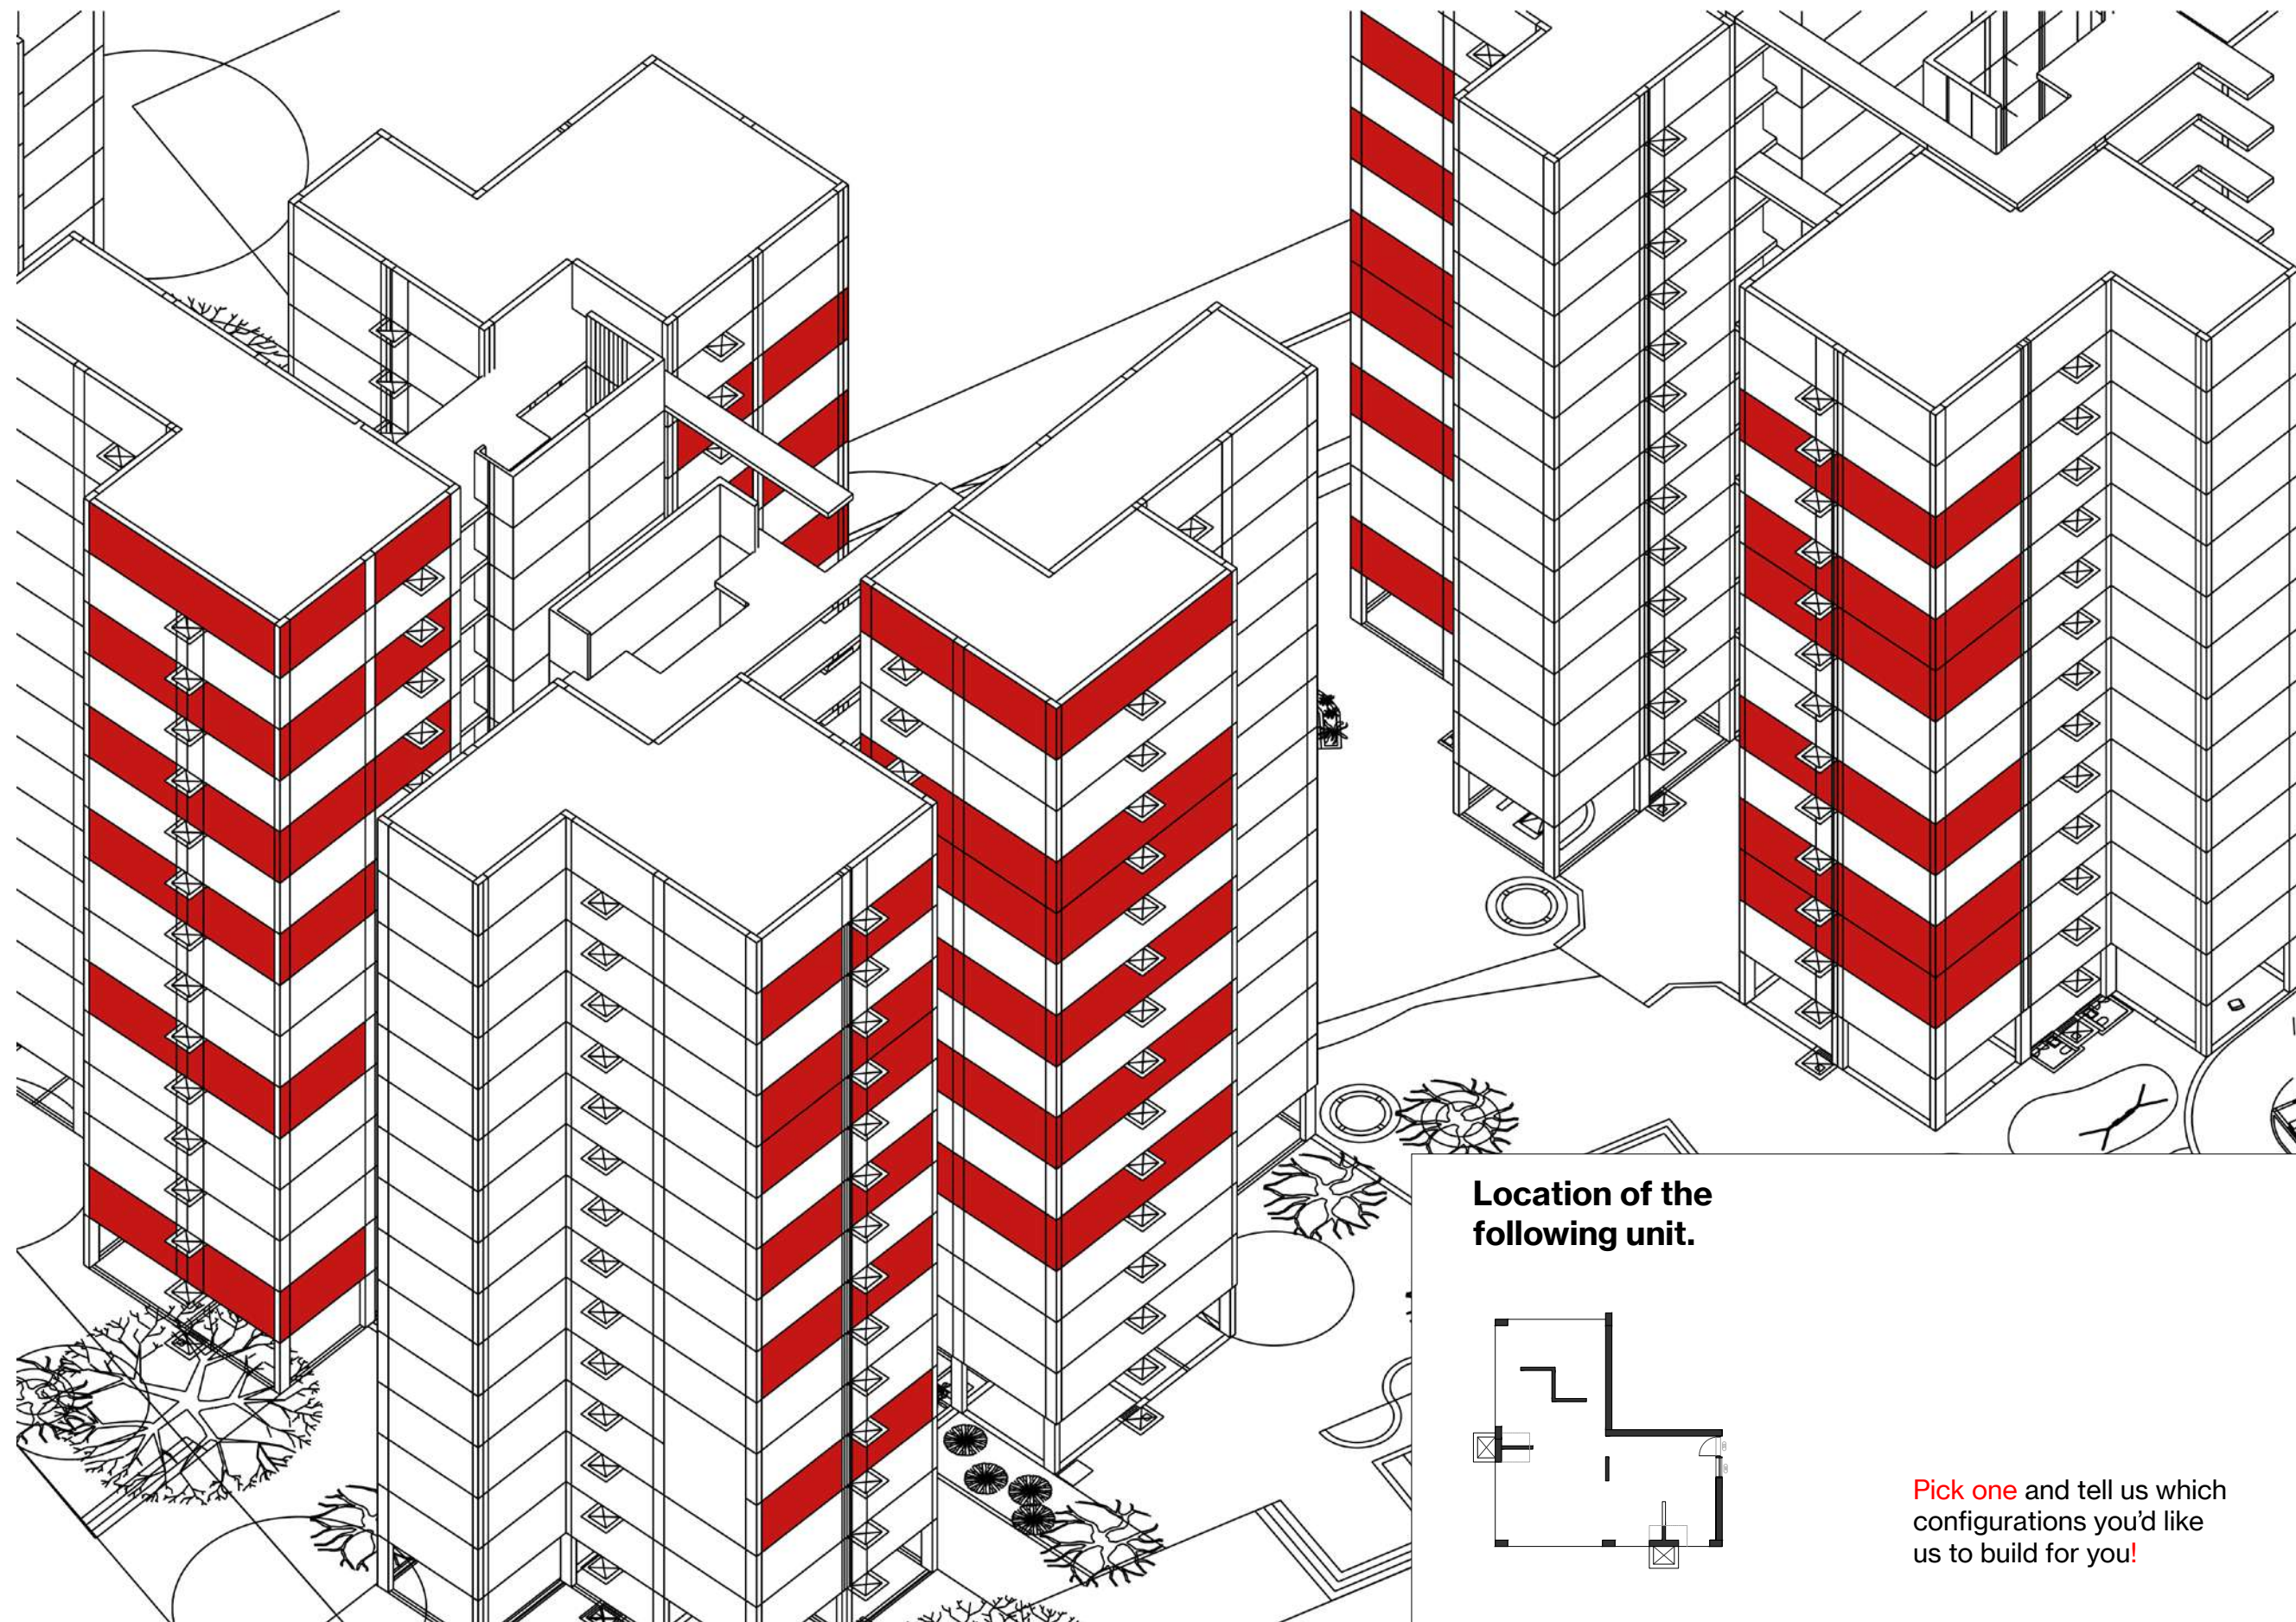 Location of the
following unit.
Pick one and tell us which
configurations you'd like
us to build for you!